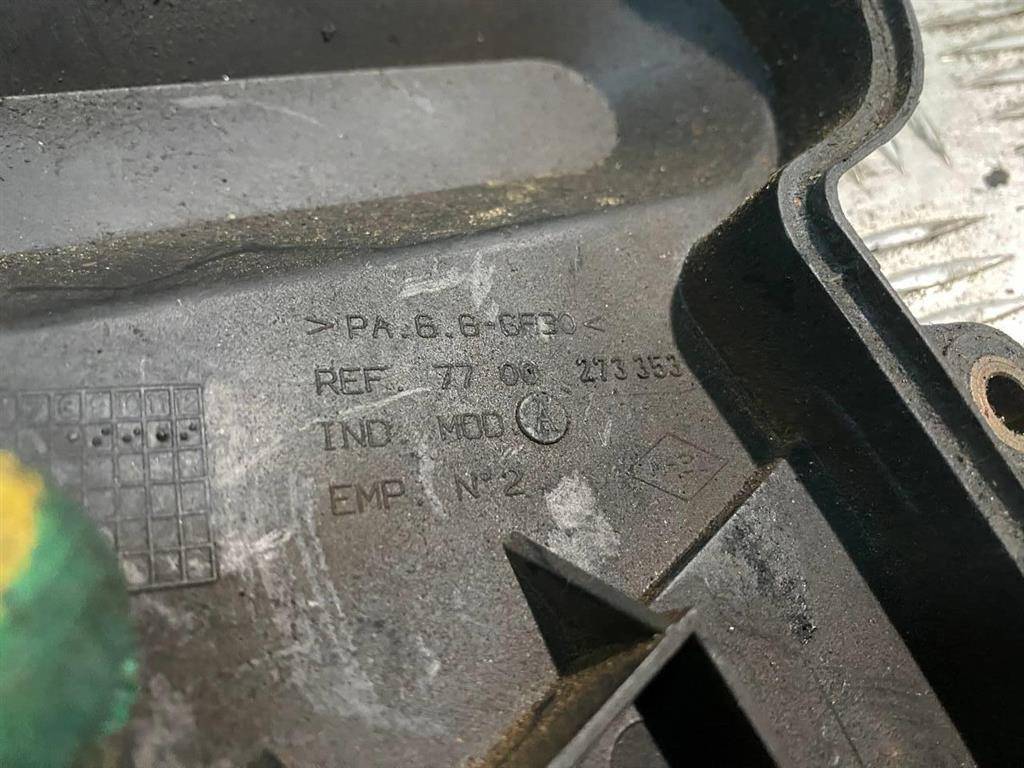 >PA.6.6-GF30<
REF. 77 00 273 353
IND. MOD
EMP. N°2